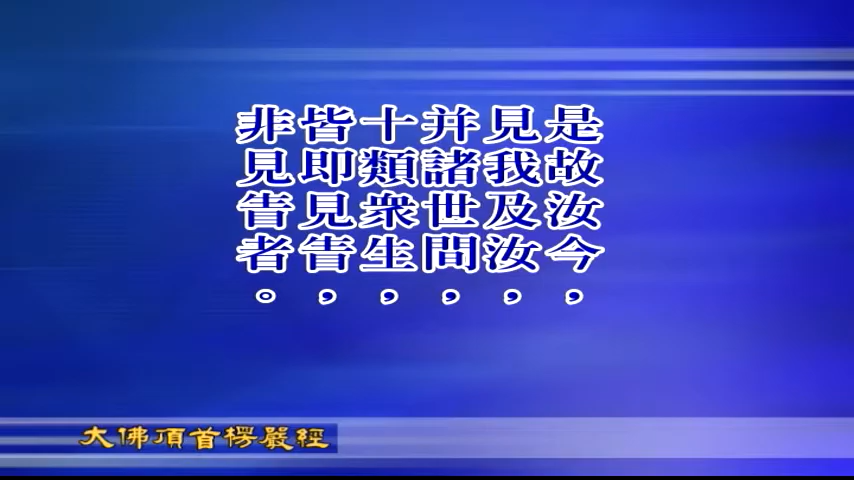 是故汝今，
見我及汝，
并諸世間，
十類眾生，
皆即見眚，
非見眚者。
大佛頂首楞嚴經